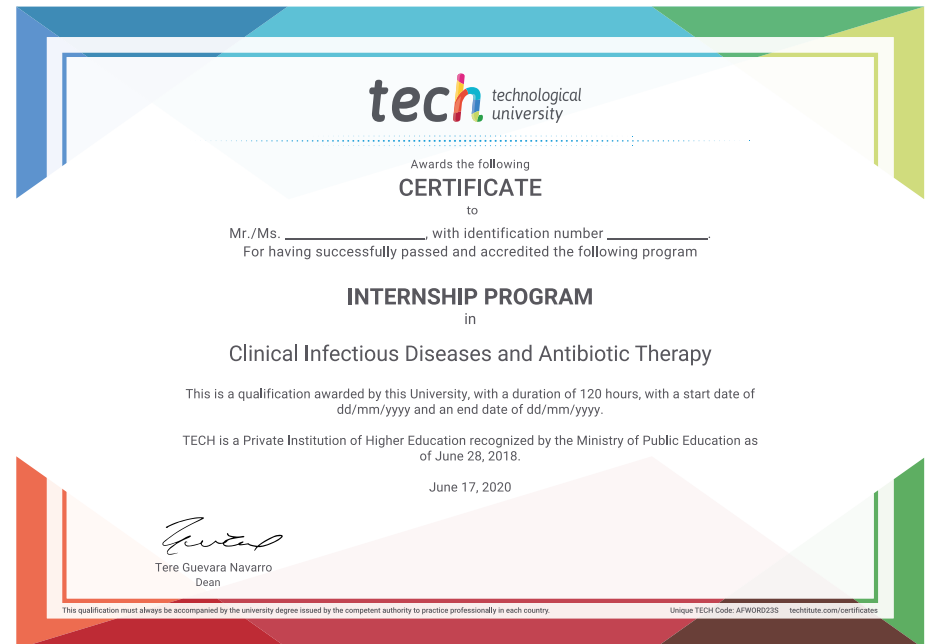 tech technological
university
Awards the following
CERTIFICATE
to
Mr./Ms. ____________________, with identification number ______________.
For having successfully passed and accredited the following program
INTERNSHIP PROGRAM
in
Clinical Infectious Diseases and Antibiotic Therapy
This is a qualification awarded by this University, with a duration of 120 hours, with a start date of
dd/mm/yyyy and an end date of dd/mm/yyyy.
TECH is a Private Institution of Higher Education recognized by the Ministry of Public Education as
of June 28, 2018.
June 17, 2020
Tere Guevara Navarro
Dean
This qualification must always be accompanied by the university degree issued by the competent authority to practice professionally in each country. Unique TECH Code: AFWORD23S techtitute.com/certificates